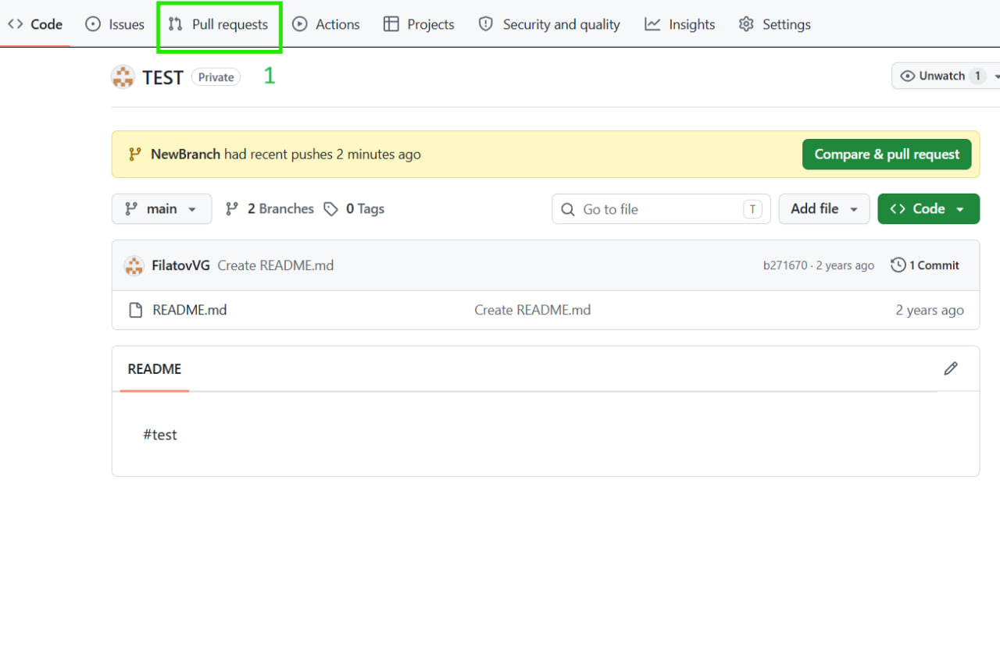 Code Issues Pull requests Actions Projects Security and quality Insights Settings
TEST Private 1 Unwatch 1
NewBranch had recent pushes 2 minutes ago Compare & pull request
main 2 Branches 0 Tags Go to file T Add file Code
FilatovVG Create README.md b271670 · 2 years ago 1 Commit
README.md Create README.md 2 years ago
README
#test